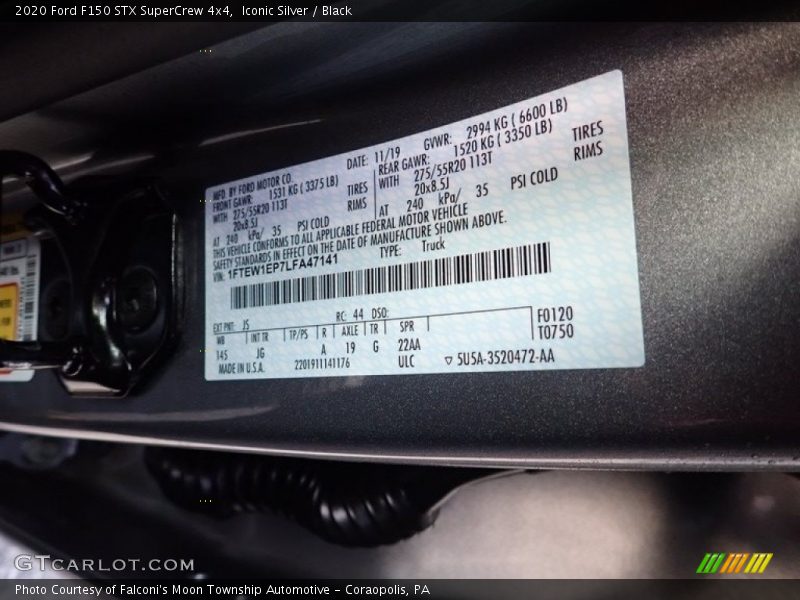 2020 Ford F150 STX SuperCrew 4x4, Iconic Silver / Black
MFD. BY FORD MOTOR CO. DATE: 11/19 GVWR: 2994 KG ( 6600 LB)
FRONT GAWR: 1531 KG ( 3375 LB) REAR GAWR: 1520 KG ( 3350 LB)
WITH 275/55R20 113T TIRES WITH 275/55R20 113T TIRES
20x8.5J RIMS 20x8.5J RIMS
AT 240 kPa/ 35 PSI COLD AT 240 kPa/ 35 PSI COLD
THIS VEHICLE CONFORMS TO ALL APPLICABLE FEDERAL MOTOR VEHICLE
SAFETY STANDARDS IN EFFECT ON THE DATE OF MANUFACTURE SHOWN ABOVE.
VIN: 1FTEW1EP7LFA47141 TYPE: Truck
EXT PNT: JS RC: 44 DSO: F0120
WB INT TR TP/PS R AXLE TR SPR T0750
145 JG A 19 G 22AA
MADE IN U.S.A. 2201911141176 ULC ▽ 5U5A-3520472-AA
GTCARLOT.COM
Photo Courtesy of Falconi's Moon Township Automotive – Coraopolis, PA